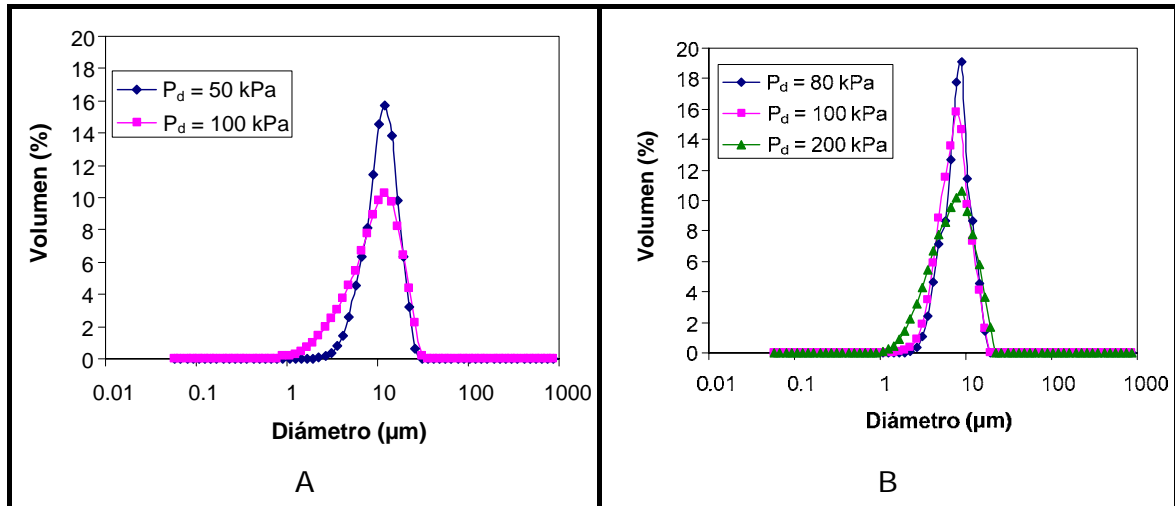 20
18
16
14
12
10
8
6
4
2
0
Volumen (%)
P_d = 50 kPa
P_d = 100 kPa
0.01 0.1 1 10 100 1000
Diámetro (µm)
A
20
18
16
14
12
10
8
6
4
2
0
Volumen (%)
P_d = 80 kPa
P_d = 100 kPa
P_d = 200 kPa
0.01 0.1 1 10 100 1000
Diámetro (µm)
B